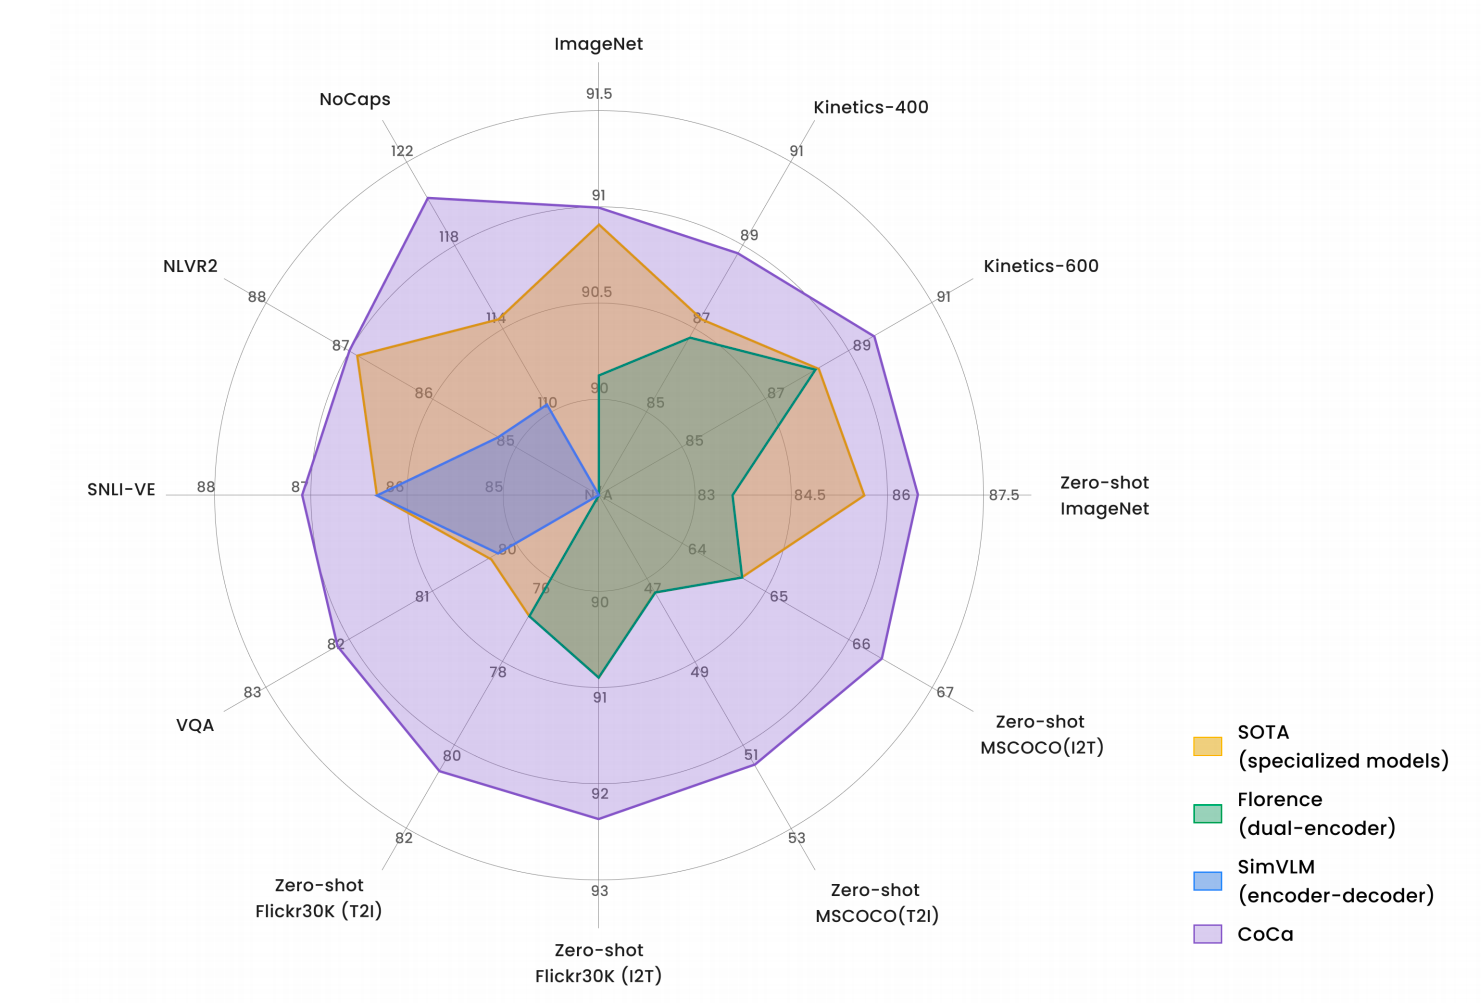 ImageNet
91.5
91
90.5
90
Kinetics-400
91
89
87
85
Kinetics-600
91
89
87
85
Zero-shot
ImageNet
87.5
86
84.5
83
Zero-shot
MSCOCO(I2T)
67
66
65
64
Zero-shot
MSCOCO(T2I)
53
51
49
47
Zero-shot
Flickr30K (I2T)
93
92
91
90
Zero-shot
Flickr30K (T2I)
82
80
78
76
VQA
83
82
81
80
SNLI-VE
88
87
86
85
NLVR2
88
87
86
85
NoCaps
122
118
114
110
N/A
SOTA
(specialized models)
Florence
(dual-encoder)
SimVLM
(encoder-decoder)
CoCa